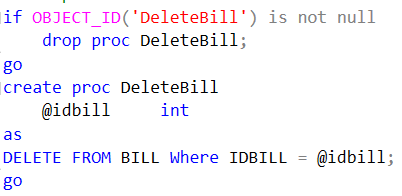 if OBJECT_ID('DeleteBill') is not null
    drop proc DeleteBill;
go
create proc DeleteBill
    @idbill     int
as
DELETE FROM BILL Where IDBILL = @idbill;
go